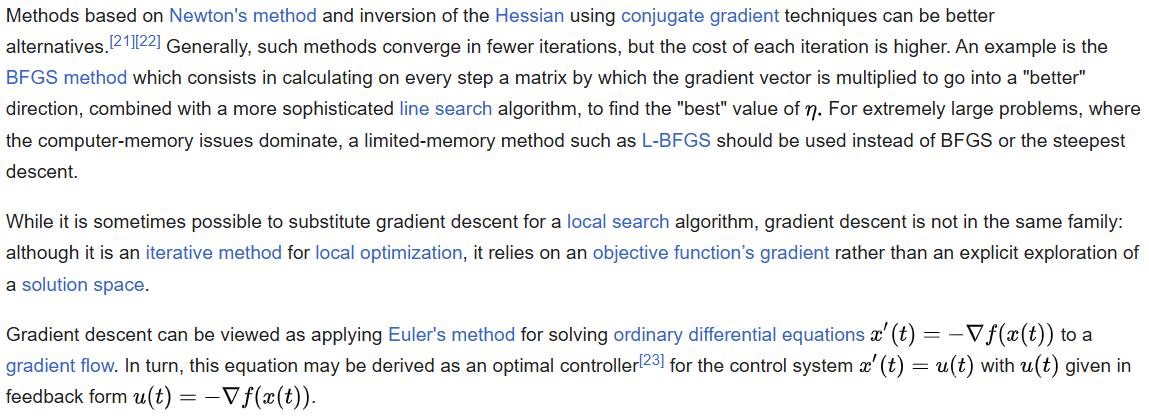 Methods based on Newton's method and inversion of the Hessian using conjugate gradient techniques can be better
alternatives.[21][22] Generally, such methods converge in fewer iterations, but the cost of each iteration is higher. An example is the
BFGS method which consists in calculating on every step a matrix by which the gradient vector is multiplied to go into a "better"
direction, combined with a more sophisticated line search algorithm, to find the "best" value of η. For extremely large problems, where
the computer-memory issues dominate, a limited-memory method such as L-BFGS should be used instead of BFGS or the steepest
descent.
While it is sometimes possible to substitute gradient descent for a local search algorithm, gradient descent is not in the same family:
although it is an iterative method for local optimization, it relies on an objective function’s gradient rather than an explicit exploration of
a solution space.
Gradient descent can be viewed as applying Euler's method for solving ordinary differential equations x′(t) = −∇f(x(t)) to a
gradient flow. In turn, this equation may be derived as an optimal controller[23] for the control system x′(t) = u(t) with u(t) given in
feedback form u(t) = −∇f(x(t)).